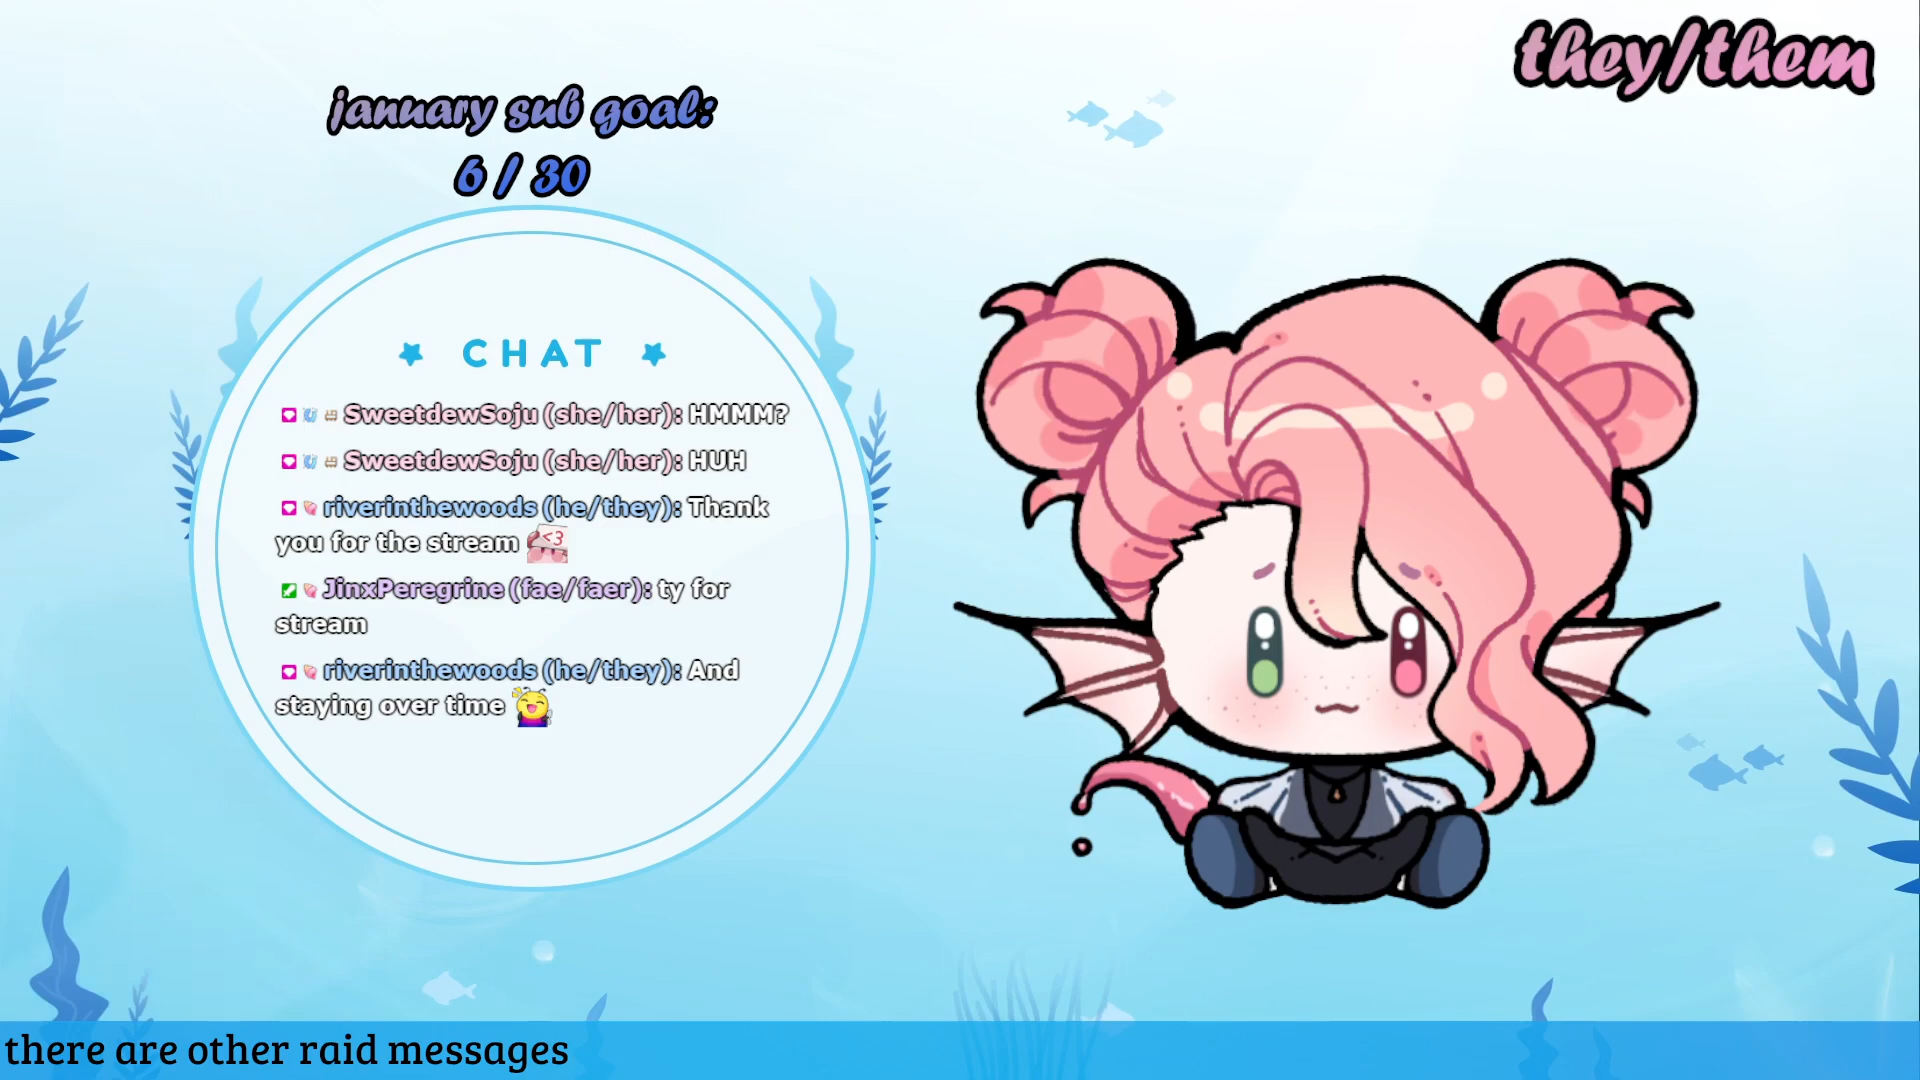 they/them
january sub goal:
6 / 30
CHAT
SweetdewSoju (she/her): HMMM?
SweetdewSoju (she/her): HUH
riverinthewoods (he/they): Thank
you for the stream <3
JinxPeregrine (fae/faer): ty for
stream
riverinthewoods (he/they): And
staying over time
there are other raid messages